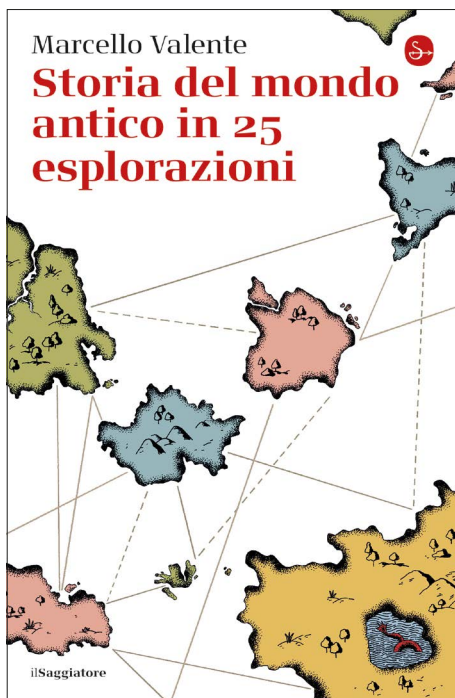 Marcello Valente
Storia del mondo
antico in 25
esplorazioni
ilSaggiatore